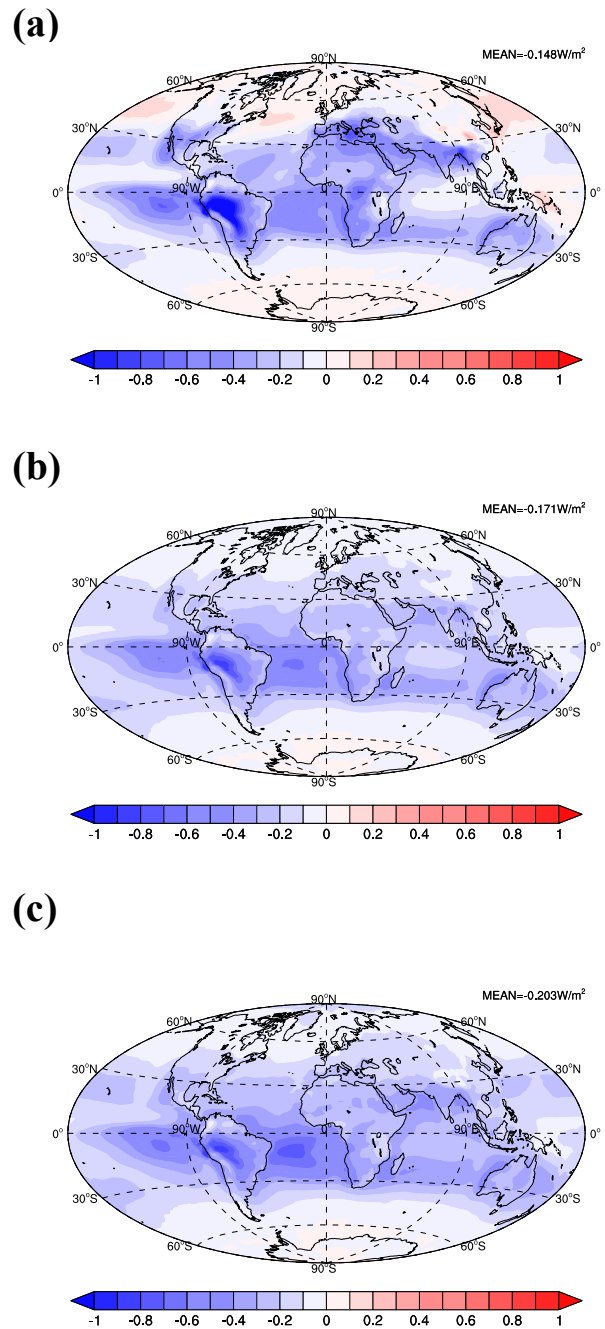 (a)
MEAN=-0.148W/m²
90°N
60°N 60°N
30°N 30°N
0° 90°W 90°E 0°
30°S 30°S
60°S 60°S
90°S
-1 -0.8 -0.6 -0.4 -0.2 0 0.2 0.4 0.6 0.8 1
(b)
MEAN=-0.171W/m²
90°N
60°N 60°N
30°N 30°N
0° 90°W 90°E 0°
30°S 30°S
60°S 60°S
90°S
-1 -0.8 -0.6 -0.4 -0.2 0 0.2 0.4 0.6 0.8 1
(c)
MEAN=-0.203W/m²
90°N
60°N 60°N
30°N 30°N
0° 90°W 90°E 0°
30°S 30°S
60°S 60°S
90°S
-1 -0.8 -0.6 -0.4 -0.2 0 0.2 0.4 0.6 0.8 1